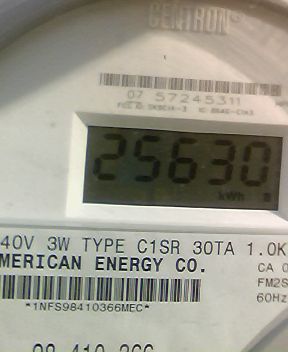 CENTRON
07 57245311
25630
kWh
40V 3W TYPE C1SR 30TA 1.0K
MERICAN ENERGY CO.
CA 0
FM2S
60Hz
*1NFS98410366MEC*